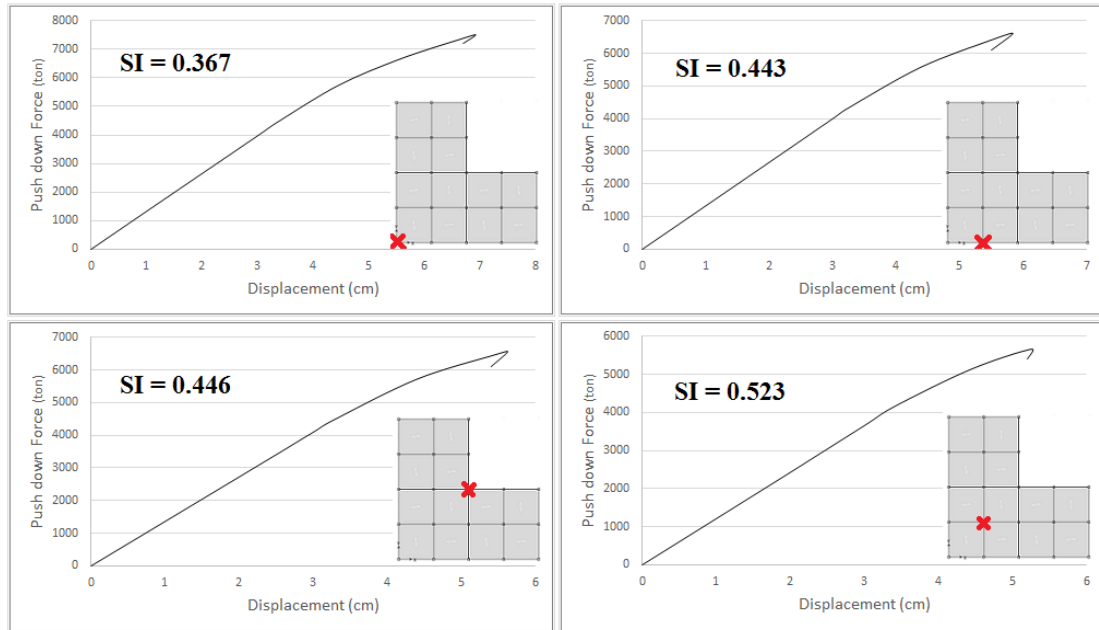 8000
7000
6000
5000
4000
3000
2000
1000
0
Push down Force (ton)
SI = 0.367
0 1 2 3 4 5 6 7 8
Displacement (cm)
7000
6000
5000
4000
3000
2000
1000
0
Push down Force (ton)
SI = 0.443
0 1 2 3 4 5 6 7
Displacement (cm)
7000
6000
5000
4000
3000
2000
1000
0
Push down Force (ton)
SI = 0.446
0 1 2 3 4 5 6
Displacement (cm)
6000
5000
4000
3000
2000
1000
0
Push down Force (ton)
SI = 0.523
0 1 2 3 4 5 6
Displacement (cm)